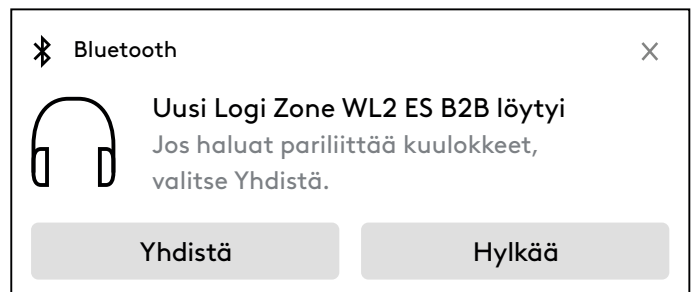 Bluetooth
Uusi Logi Zone WL2 ES B2B löytyi
Jos haluat pariliittää kuulokkeet,
valitse Yhdistä.
Yhdistä
Hylkää